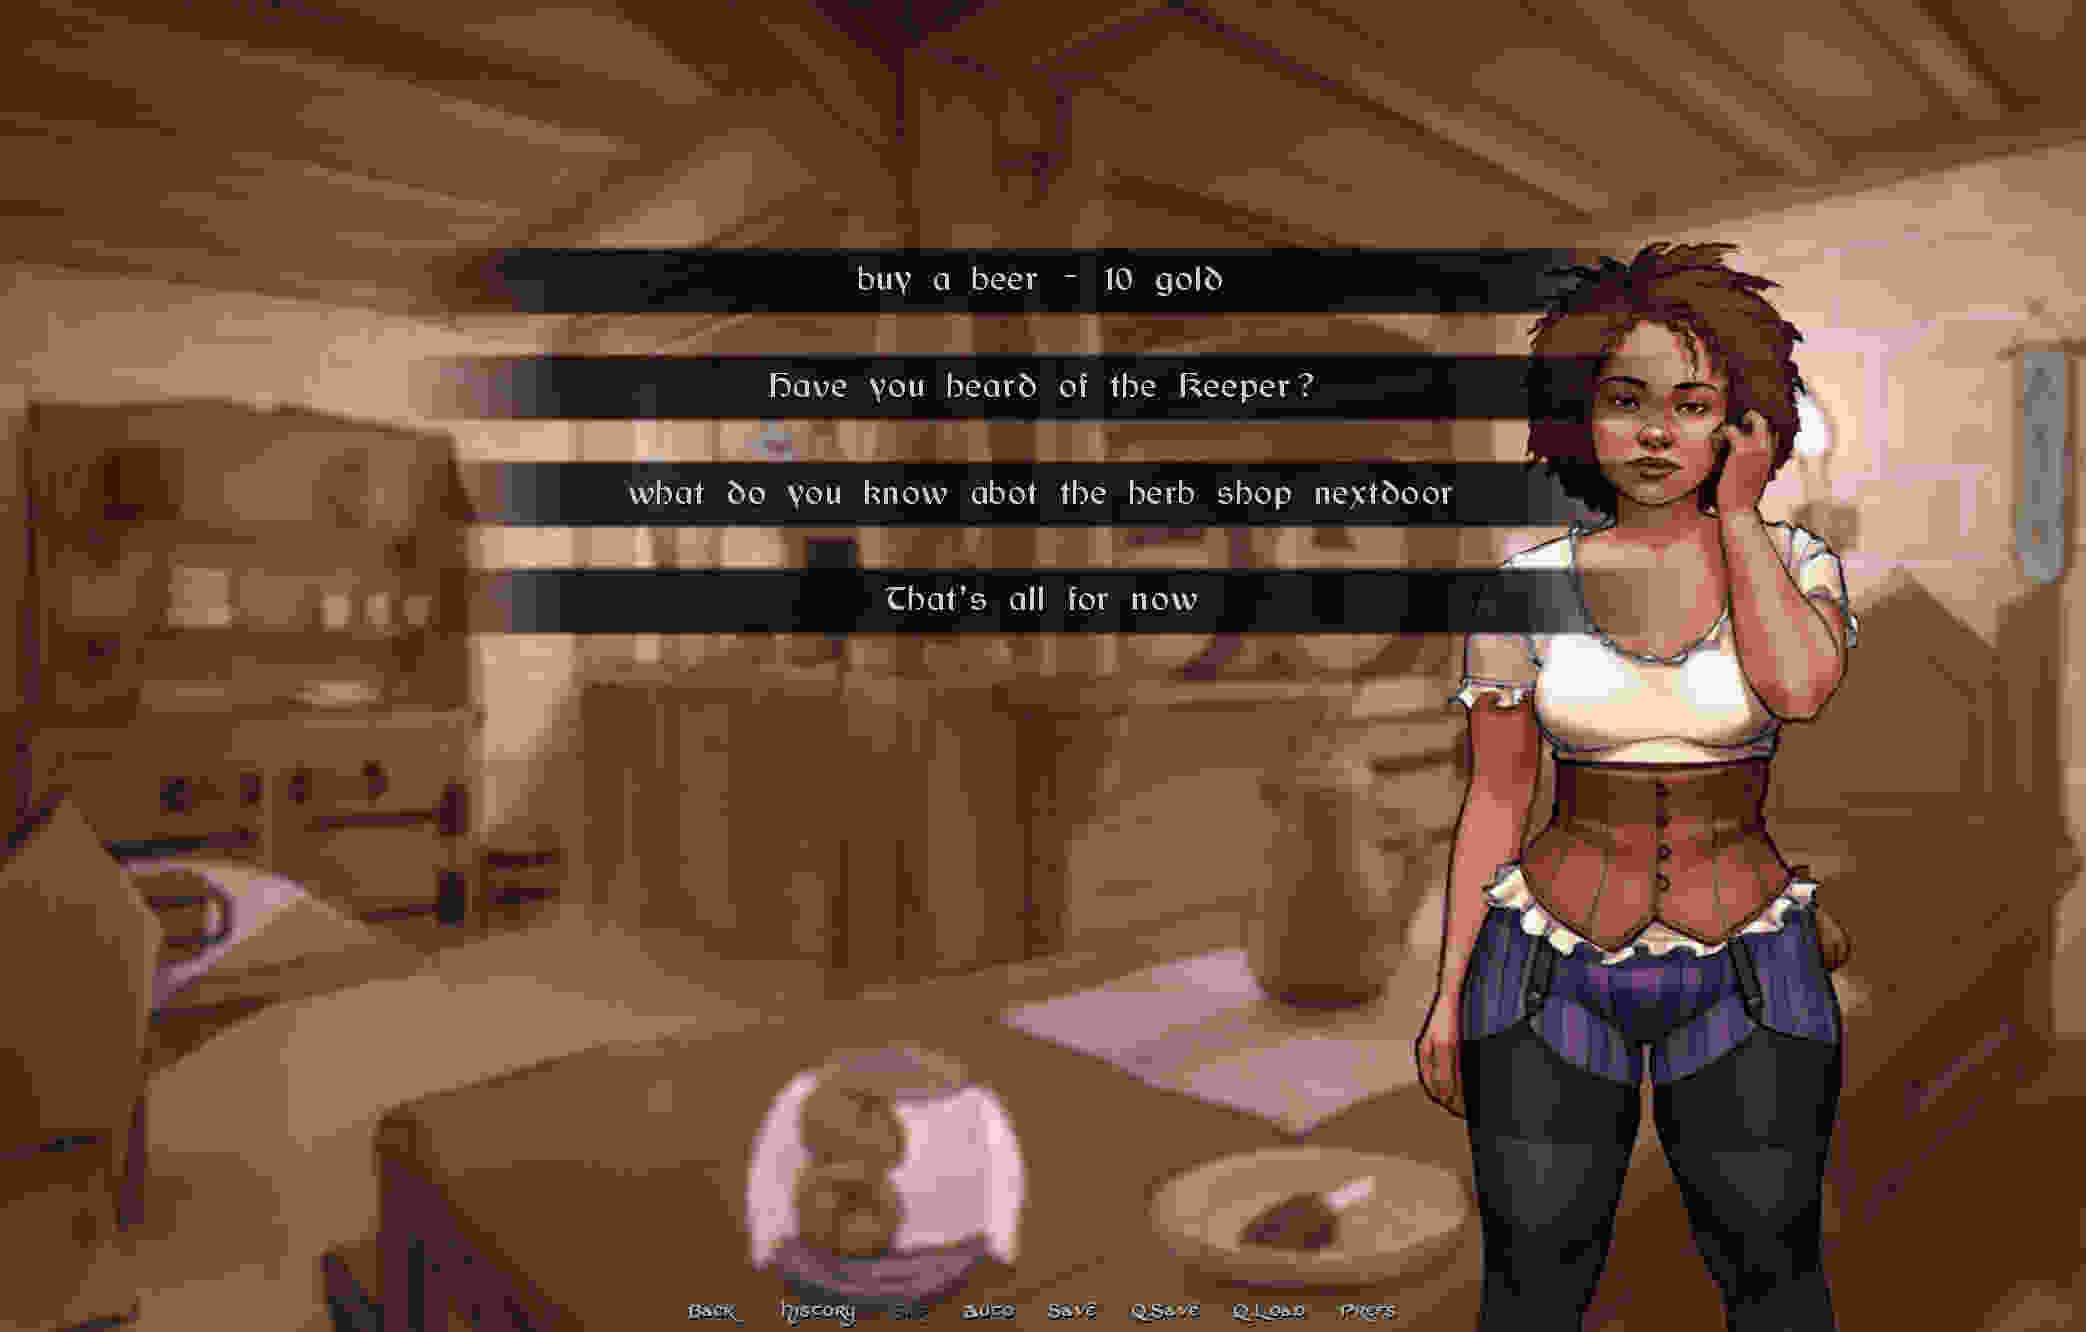 buy a beer - 10 gold
Have you heard of the Keeper?
what do you know abot the herb shop nextdoor
That's all for now
Back History Auto Save Q.Save Q.Load Prefs